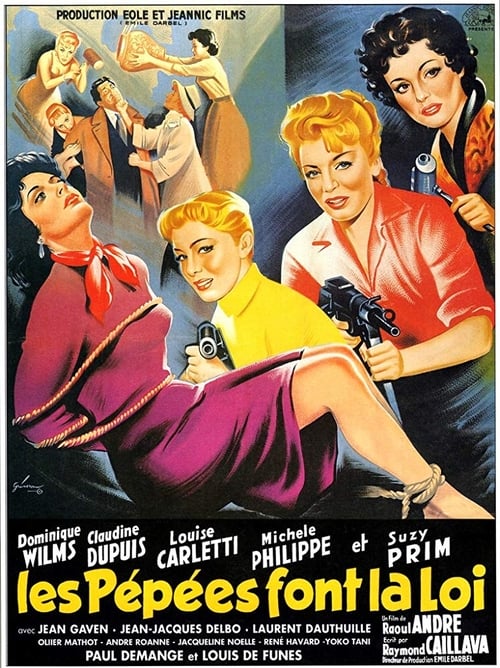 PRODUCTION EOLE ET JEANNIC FILMS
(EMILE DARBEL)
PRÉSENTE
Dominique WILMS
Claudine DUPUIS
Louise CARLETTI
Michele PHILIPPE
et
Suzy PRIM
les Pépées font la Loi
avec JEAN GAVEN - JEAN-JACQUES DELBO - LAURENT DAUTHUILLE
OLIER MATHOT - ANDRE ROANNE - JACQUELINE NOELLE - RENÉ HAVARD - YOKO TANI
PAUL DEMANGE et LOUIS DE FUNES
Un film de
Raoul ANDRE
Ecrit par
Raymond CAILLAVA
Directeur de Production EMILE DARBEL